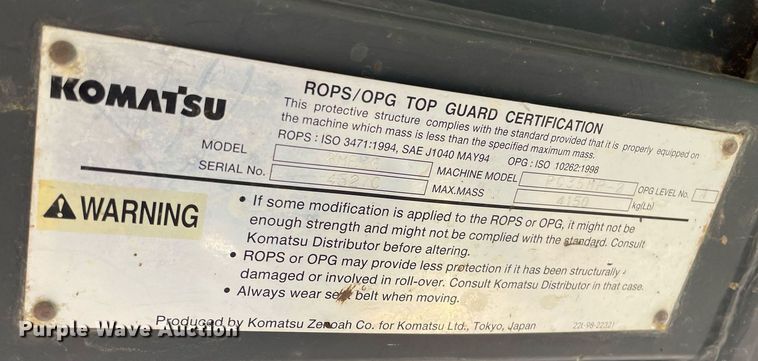 KOMATSU
ROPS/OPG TOP GUARD CERTIFICATION
This protective structure complies with the standard provided that it is properly equipped on
the machine which mass is less than the specified maximum mass.
ROPS : ISO 3471:1994, SAE J1040 MAY94 OPG : ISO 10262:1998
MODEL MACHINE MODEL OPG LEVEL No.
SERIAL No. MAX.MASS 4150 kg(Lb)
WARNING
• If some modification is applied to the ROPS or OPG, it might not be
enough strength and might not be complied with the standard. Consult
Komatsu Distributor before altering.
• ROPS or OPG may provide less protection if it has been structurally
damaged or involved in roll-over. Consult Komatsu Distributor in that case.
• Always wear seat belt when moving.
Produced by Komatsu Zenoah Co. for Komatsu Ltd., Tokyo, Japan 22L-98-22321
Purple Wave Auction